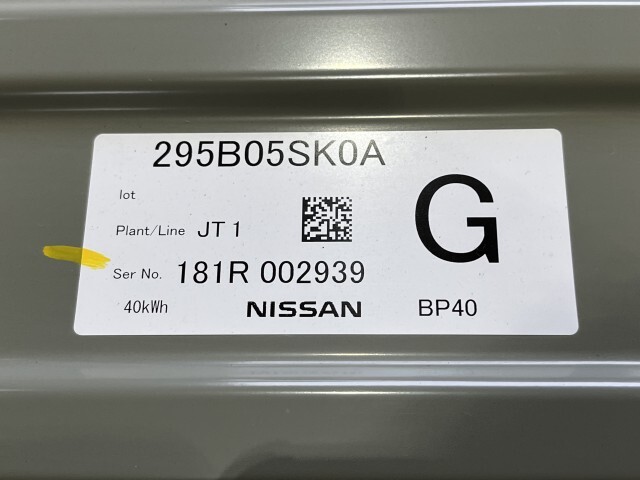 295B05SK0A
lot
G
Plant/Line JT 1
Ser No. 181R 002939
40kWh NISSAN BP40